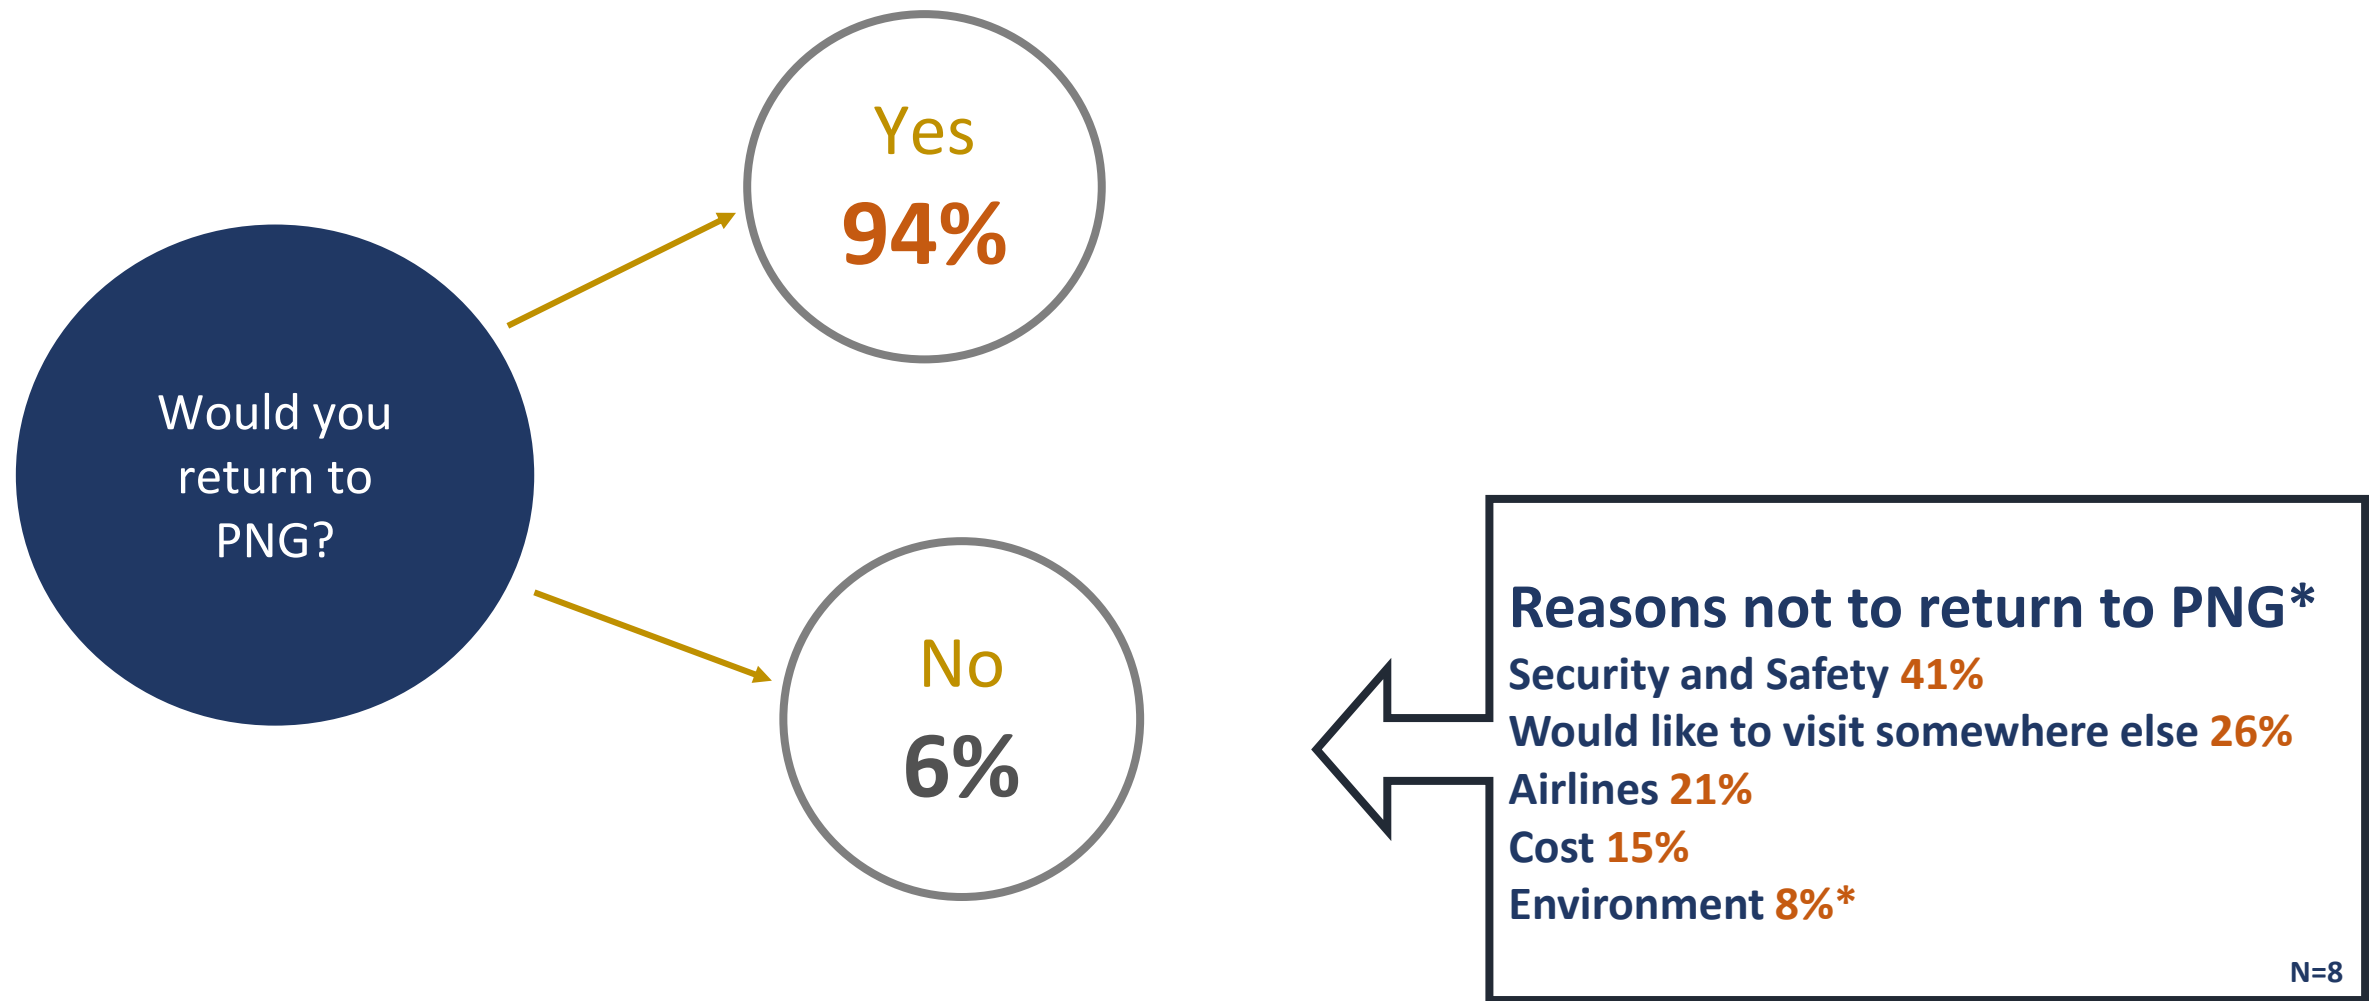 Would you
return to
PNG?
Yes
94%
No
6%
Reasons not to return to PNG*
Security and Safety 41%
Would like to visit somewhere else 26%
Airlines 21%
Cost 15%
Environment 8%*
N=8